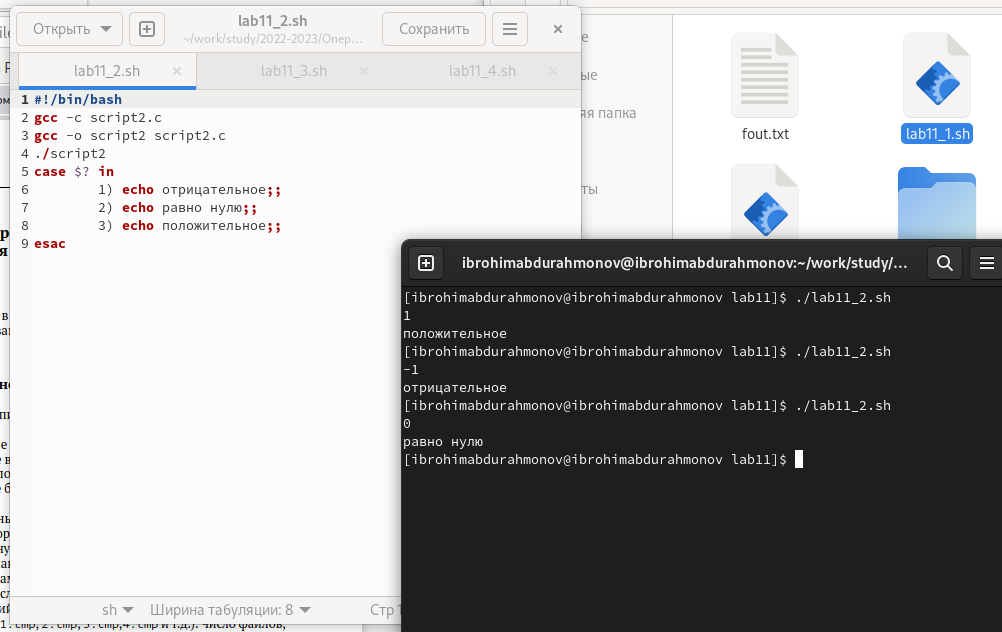 Открыть
lab11_2.sh
~/work/study/2022-2023/Опер...
Сохранить
lab11_2.sh
lab11_3.sh
lab11_4.sh
1 #!/bin/bash
2 gcc -c script2.c
3 gcc -o script2 script2.c
4 ./script2
5 case $? in
6 1) echo отрицательное;;
7 2) echo равно нулю;;
8 3) echo положительное;;
9 esac
sh
Ширина табуляции: 8
Стр 1
яя папка
fout.txt
lab11_1.sh
ibrohimabdurahmonov@ibrohimabdurahmonov:~/work/study/...
[ibrohimabdurahmonov@ibrohimabdurahmonov lab11]$ ./lab11_2.sh
1
положительное
[ibrohimabdurahmonov@ibrohimabdurahmonov lab11]$ ./lab11_2.sh
-1
отрицательное
[ibrohimabdurahmonov@ibrohimabdurahmonov lab11]$ ./lab11_2.sh
0
равно нулю
[ibrohimabdurahmonov@ibrohimabdurahmonov lab11]$